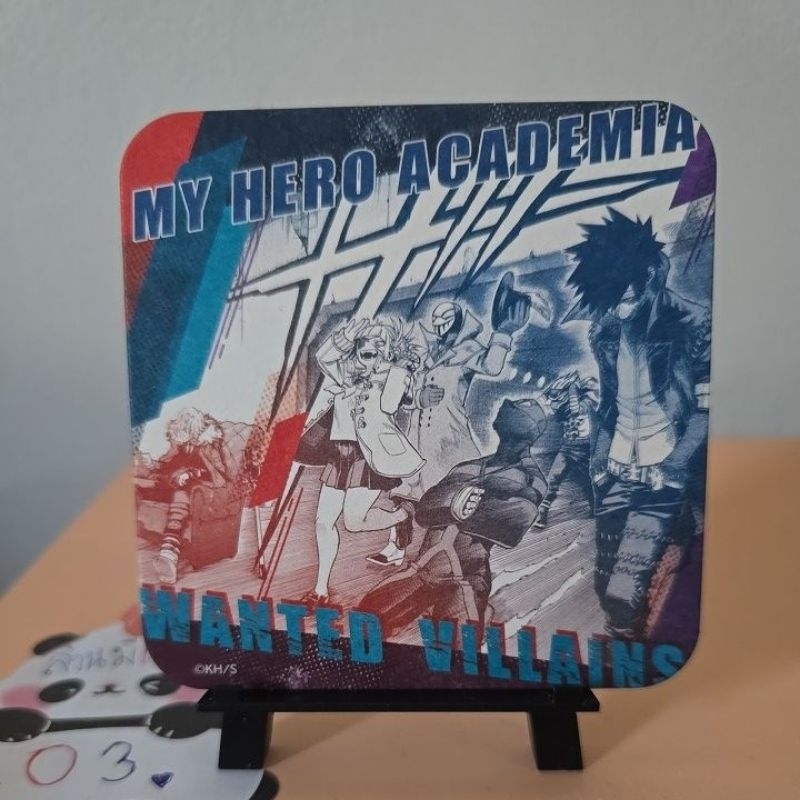 MY HERO ACADEMIA
WANTED VILLAINS
©KH/S
03